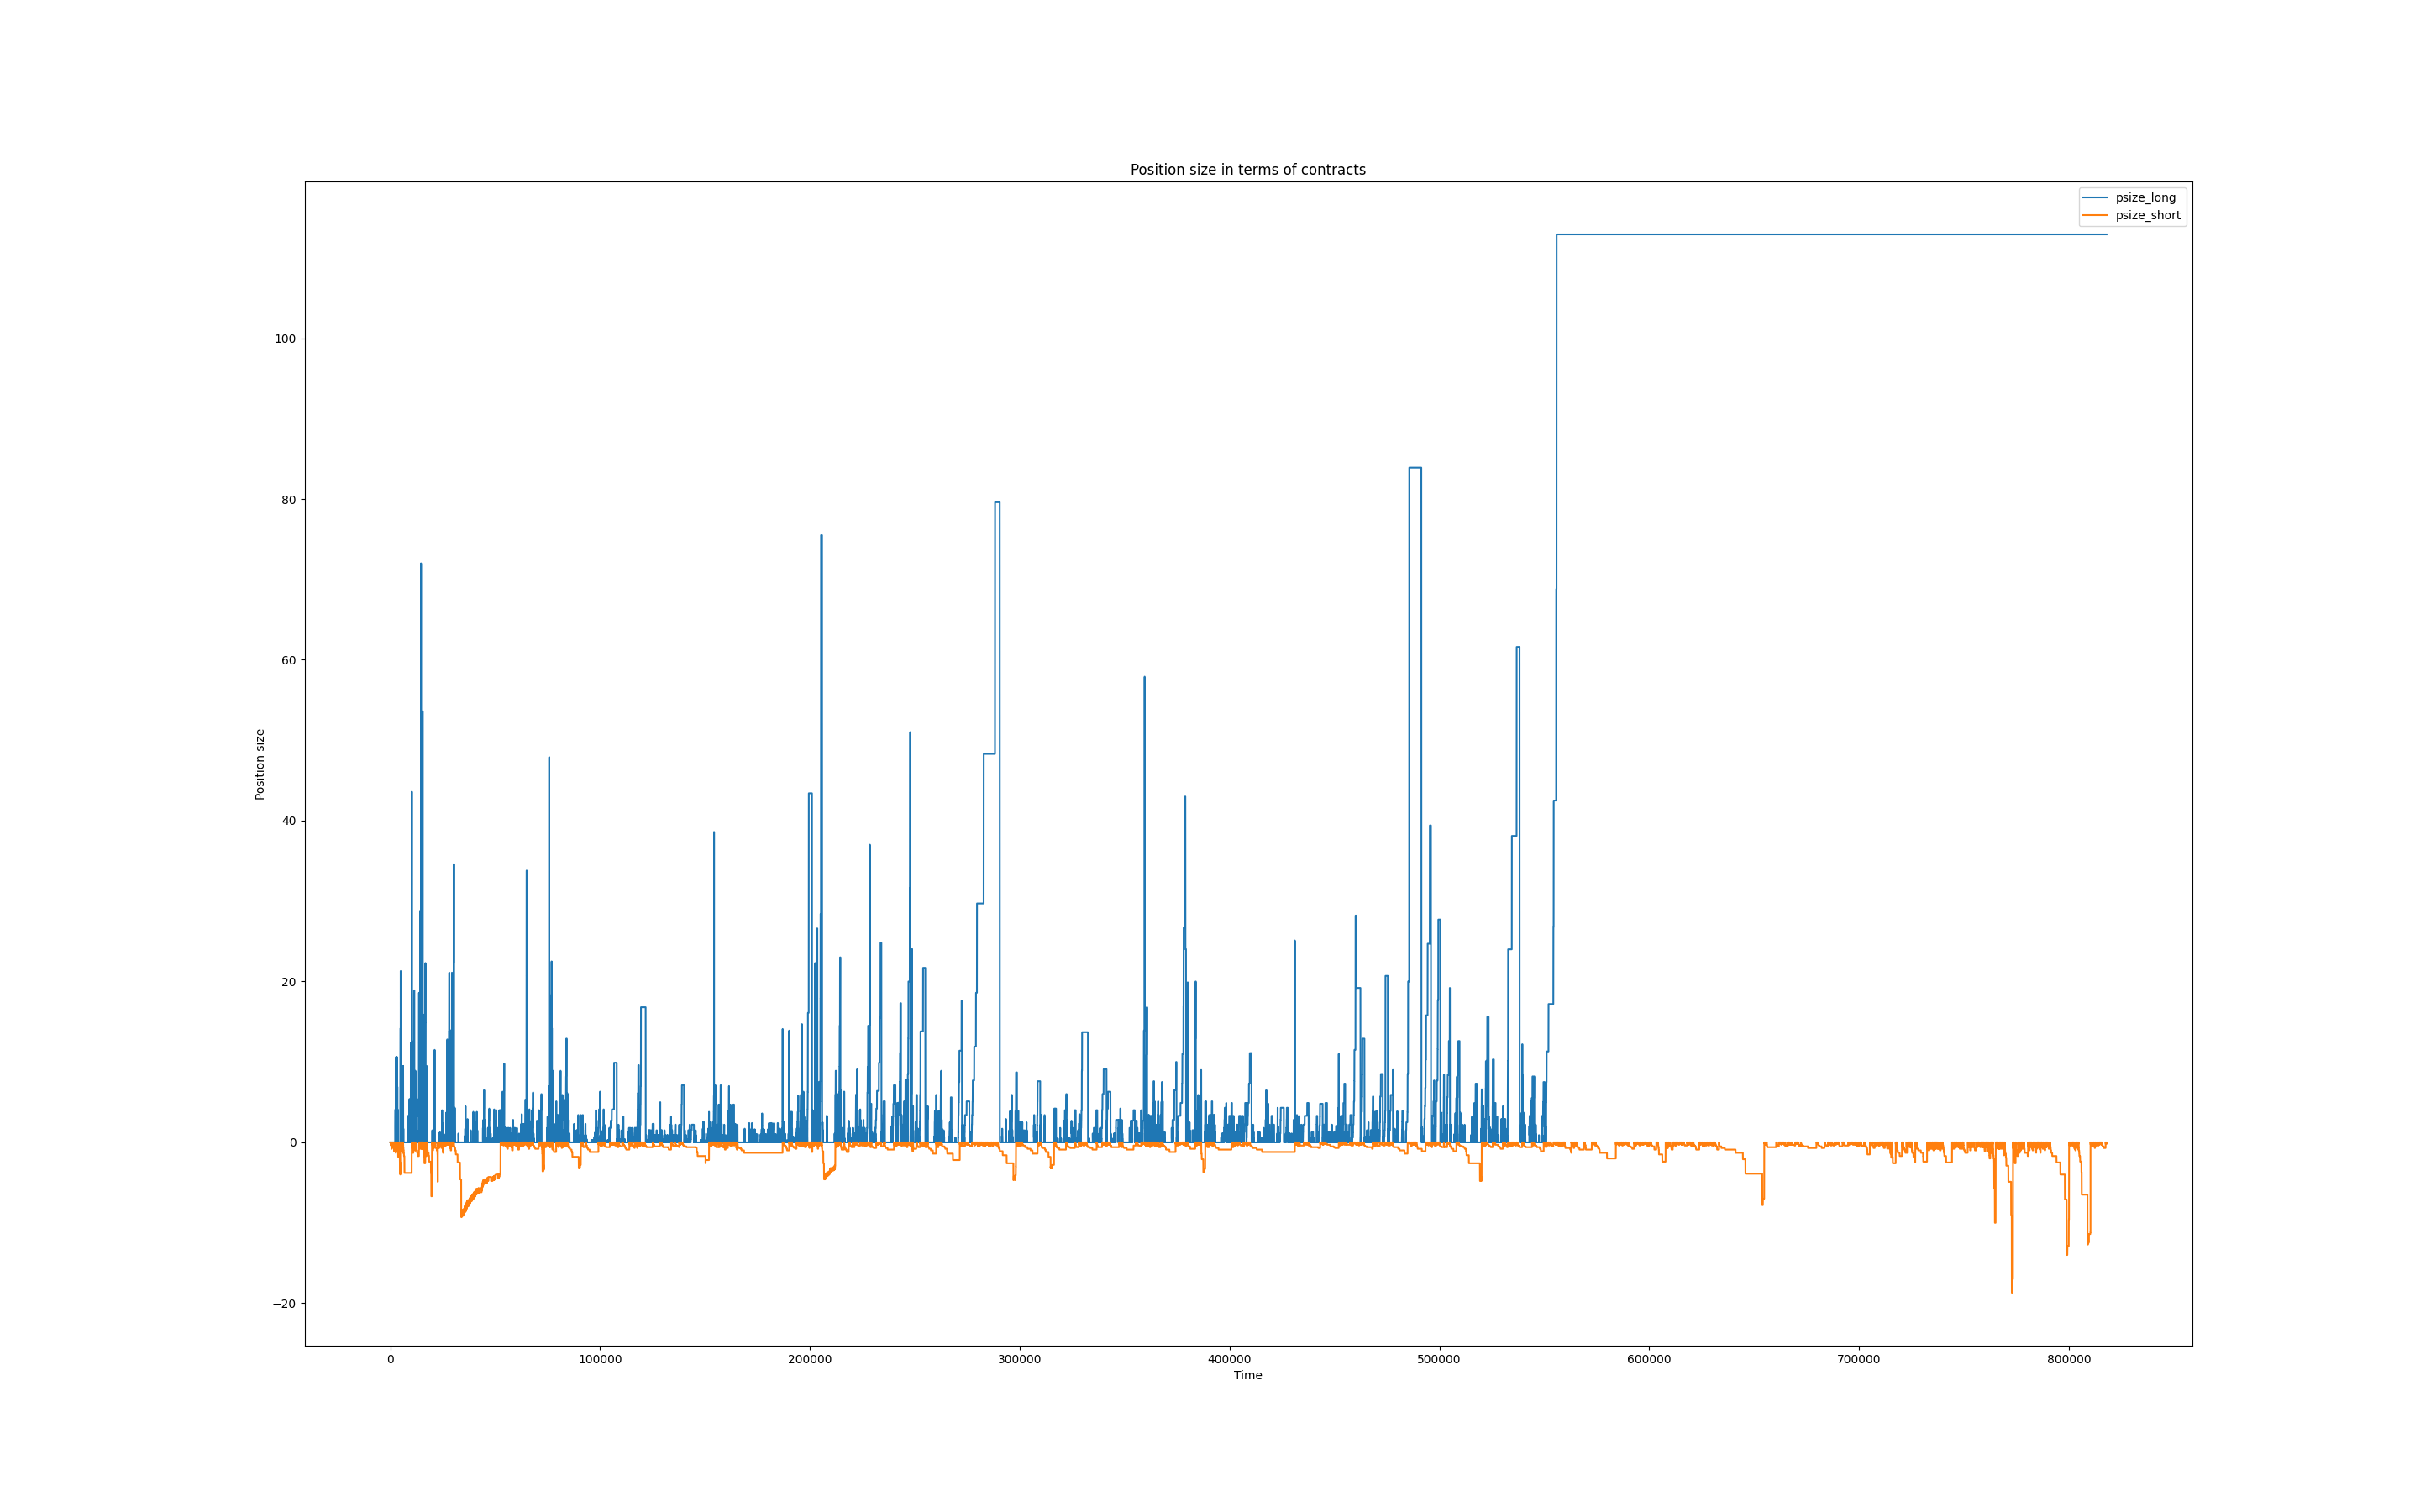 Position size in terms of contracts
psize_long
psize_short
Position size
100
80
60
40
20
0
−20
0 100000 200000 300000 400000 500000 600000 700000 800000
Time